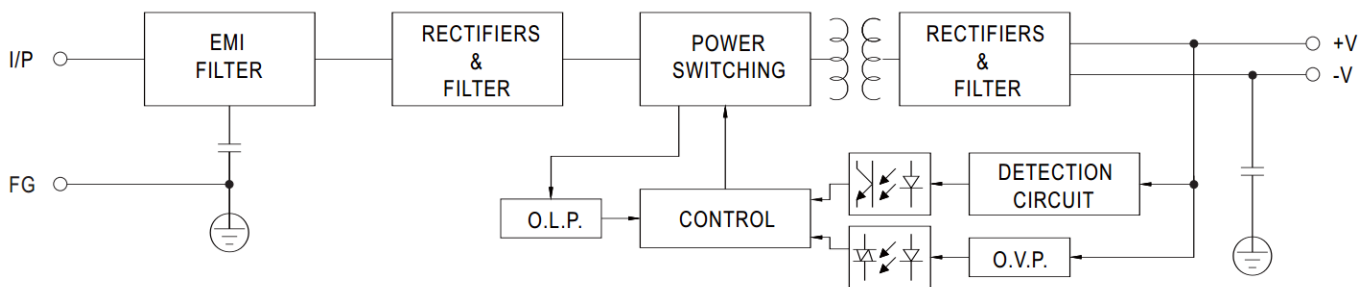 I/P
EMI
FILTER
RECTIFIERS
&
FILTER
POWER
SWITCHING
RECTIFIERS
&
FILTER
+V
-V
FG
O.L.P.
CONTROL
DETECTION
CIRCUIT
O.V.P.